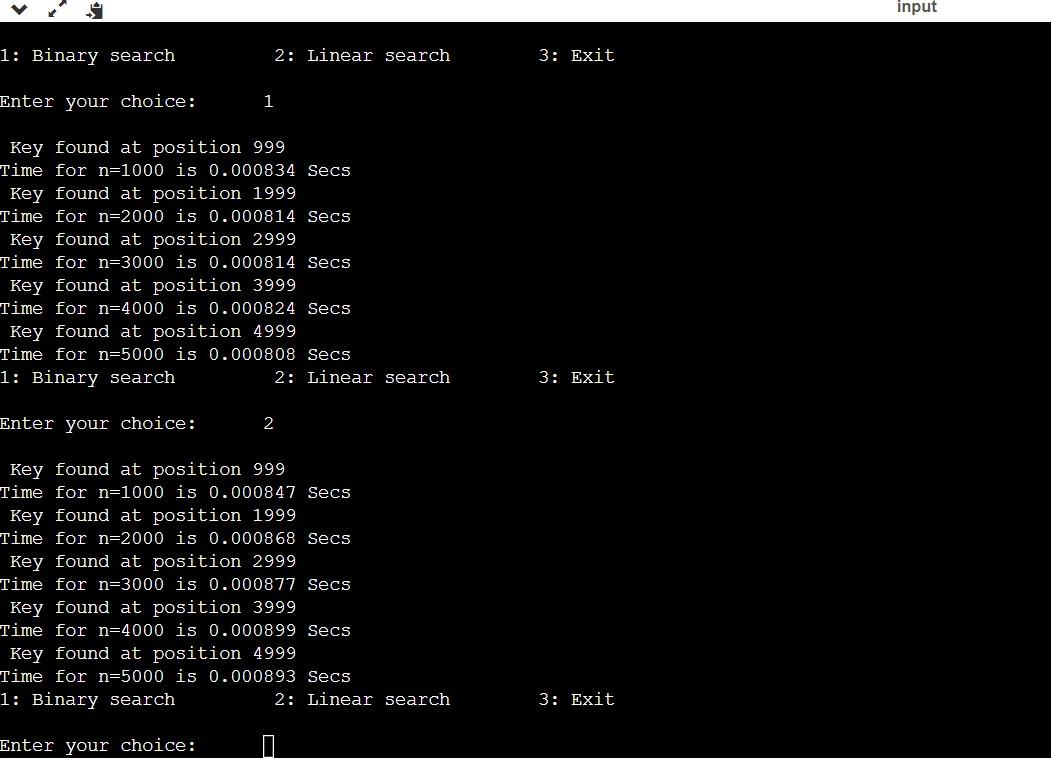 input
1: Binary search 2: Linear search 3: Exit
Enter your choice: 1
Key found at position 999
Time for n=1000 is 0.000834 Secs
Key found at position 1999
Time for n=2000 is 0.000814 Secs
Key found at position 2999
Time for n=3000 is 0.000814 Secs
Key found at position 3999
Time for n=4000 is 0.000824 Secs
Key found at position 4999
Time for n=5000 is 0.000808 Secs
1: Binary search 2: Linear search 3: Exit
Enter your choice: 2
Key found at position 999
Time for n=1000 is 0.000847 Secs
Key found at position 1999
Time for n=2000 is 0.000868 Secs
Key found at position 2999
Time for n=3000 is 0.000877 Secs
Key found at position 3999
Time for n=4000 is 0.000899 Secs
Key found at position 4999
Time for n=5000 is 0.000893 Secs
1: Binary search 2: Linear search 3: Exit
Enter your choice: